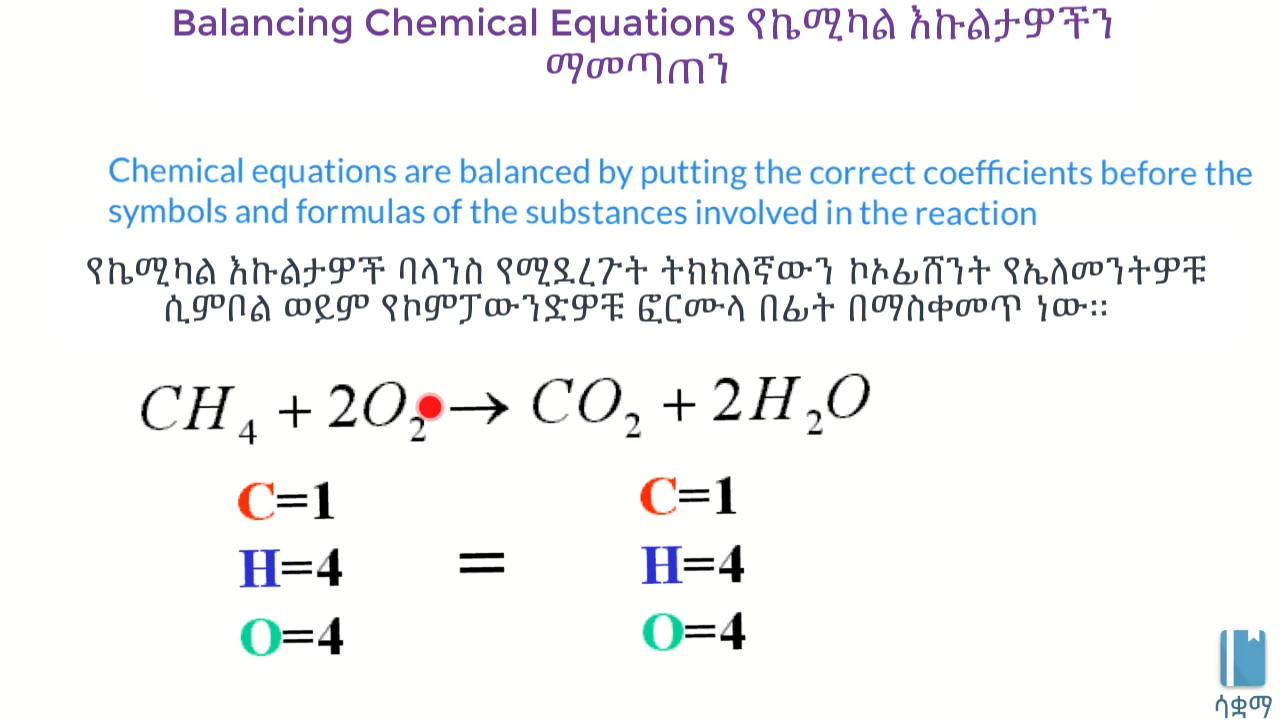 Balancing Chemical Equations የኬሚካል እኩልታዎችን
ማመጣጠን
Chemical equations are balanced by putting the correct coefficients before the
symbols and formulas of the substances involved in the reaction
የኬሚካል እኩልታዎች ባላንስ የሚደረጉት ትክክለኛውን ኮኦፊሸንት የኤለመንትዎቹ
ሲምቦል ወይም የኮምፓውንድዎቹ ፎርሙላ በፊት በማስቀመጥ ነው።
CH₄ + 2O₂ → CO₂ + 2H₂O
C=1 C=1
H=4 = H=4
O=4 O=4
ሳቋማ